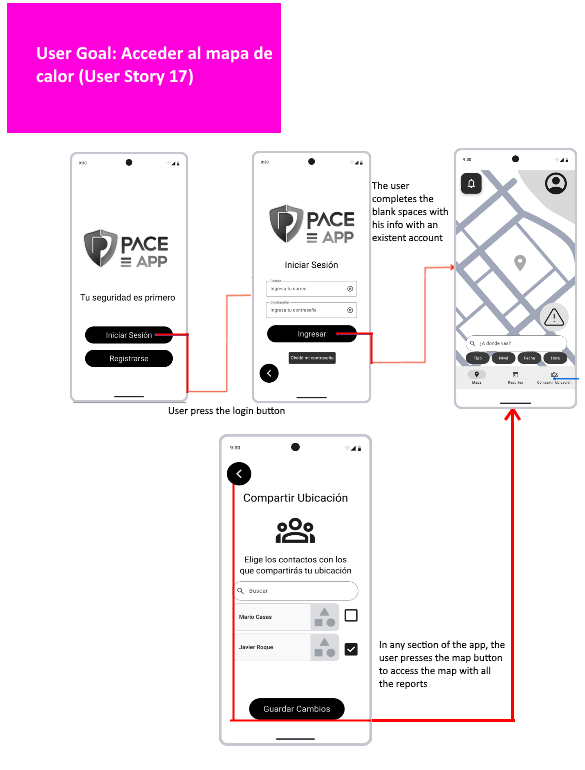 User Goal: Acceder al mapa de
calor (User Story 17)
9:30
PACE
APP
Tu seguridad es primero
Iniciar Sesión
Registrarse
User press the login button
9:30
PACE
APP
Iniciar Sesión
Correo
Ingresa tu correo
Contraseña
Ingresa tu contraseña
Ingresar
Olvidé mi contraseña
The user
completes the
blank spaces with
his info with an
existent account
9:30
¿A donde vas?
Tipo
Nivel
Fecha
Hora
Mapa
Reportes
Compartir Ubicación
9:30
Compartir Ubicación
Elige los contactos con los
que compartirás tu ubicación
Buscar
Mario Casas
Javier Roque
Guardar Cambios
In any section of the app, the
user presses the map button
to access the map with all
the reports